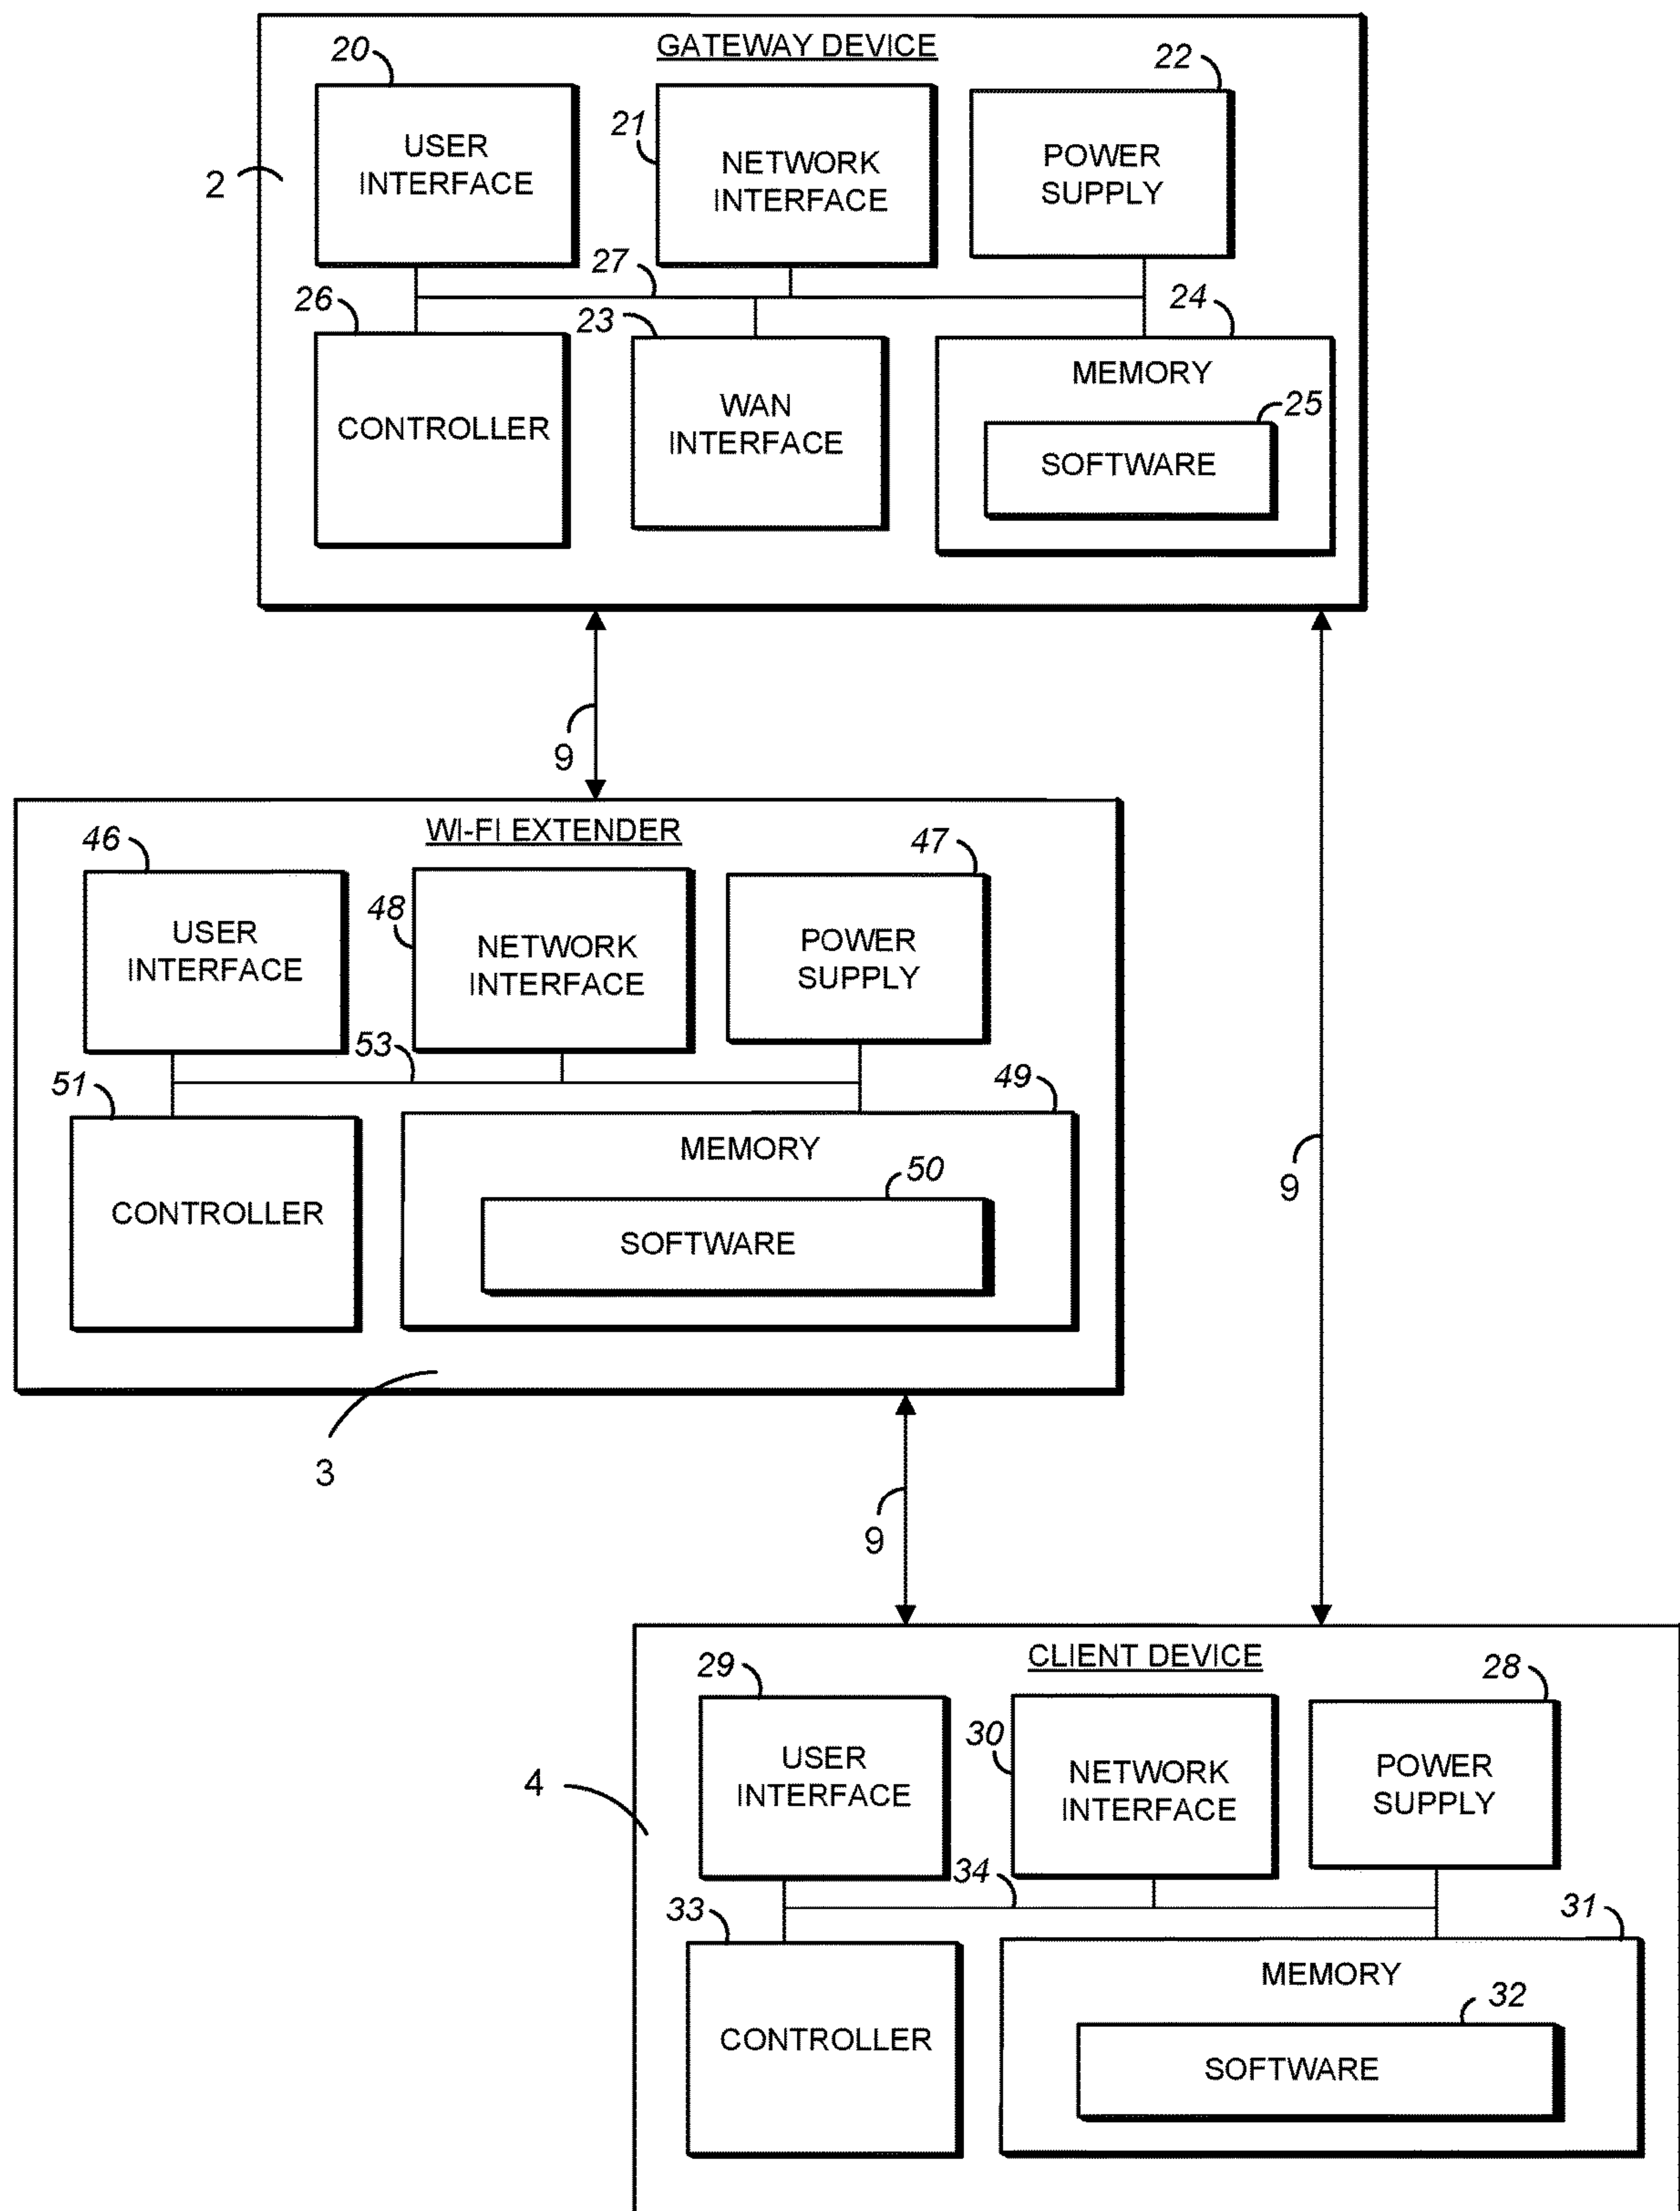 GATEWAY DEVICE
20
22
21
USER
INTERFACE
NETWORK
INTERFACE
POWER
SUPPLY
2
27
26
23
24
CONTROLLER
WAN
INTERFACE
MEMORY
25
SOFTWARE
9
WI-FI EXTENDER
46
47
48
USER
INTERFACE
NETWORK
INTERFACE
POWER
SUPPLY
53
51
49
CONTROLLER
MEMORY
50
SOFTWARE
9
3
9
CLIENT DEVICE
29
28
30
USER
INTERFACE
NETWORK
INTERFACE
POWER
SUPPLY
4
34
33
31
CONTROLLER
MEMORY
32
SOFTWARE